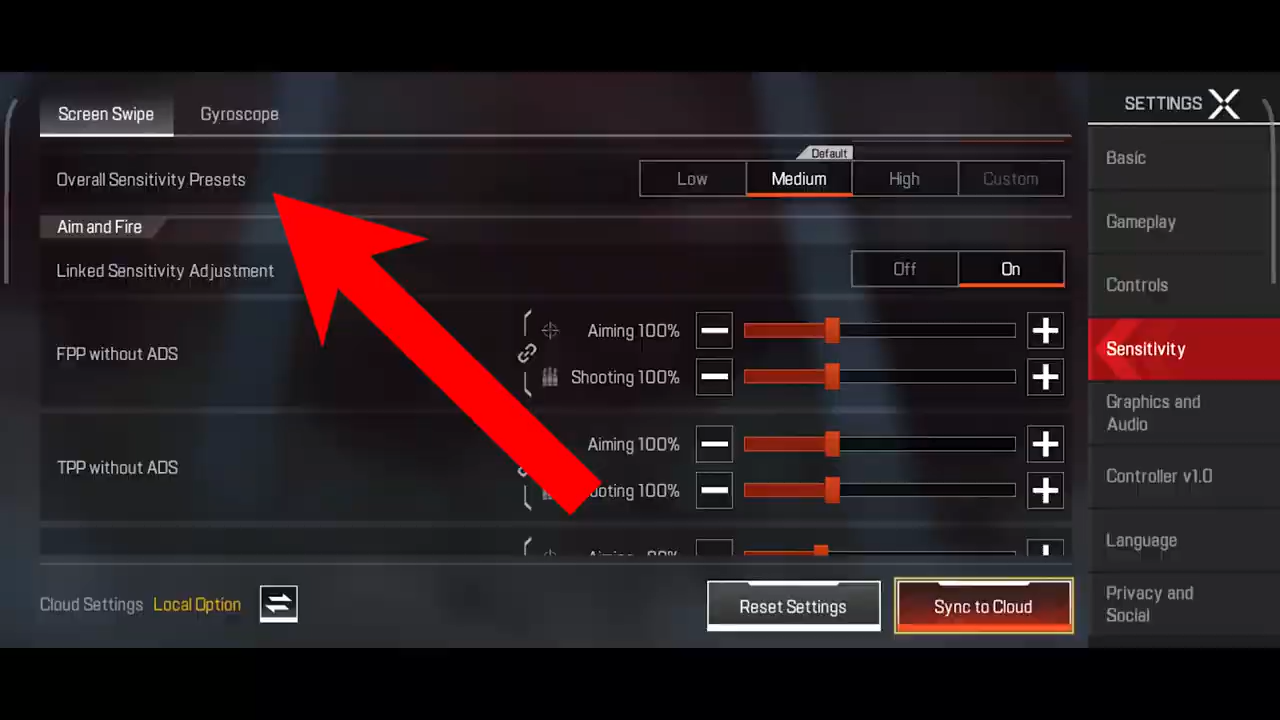 Screen Swipe
Gyroscope
SETTINGS
Basic
Gameplay
Controls
Sensitivity
Graphics and
Audio
Controller v1.0
Language
Privacy and
Social
Overall Sensitivity Presets
Default
Low
Medium
High
Custom
Aim and Fire
Linked Sensitivity Adjustment
Off
On
FPP without ADS
Aiming 100%
Shooting 100%
TPP without ADS
Aiming 100%
100%
Cloud Settings
Local Option
Reset Settings
Sync to Cloud